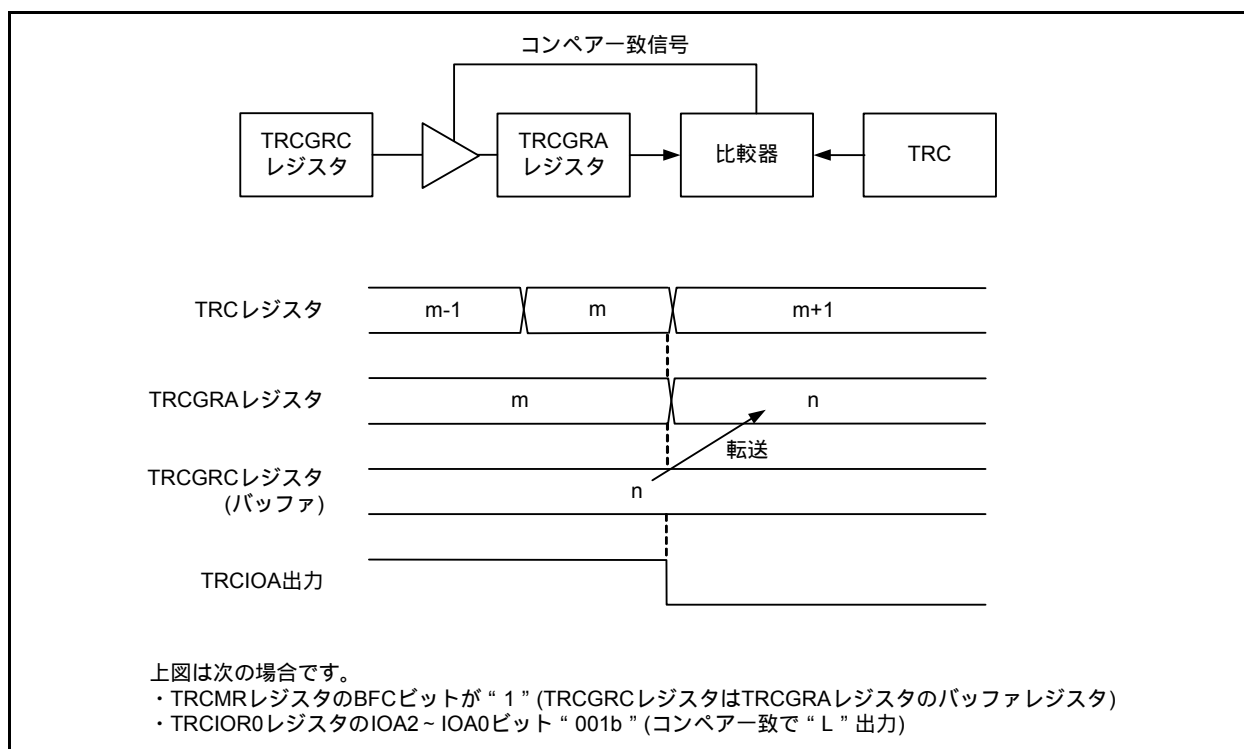 コンペア一致信号
TRCGRC
レジスタ
TRCGRA
レジスタ
比較器
TRC
TRCレジスタ
m-1
m
m+1
TRCGRAレジスタ
m
n
転送
TRCGRCレジスタ
(バッファ)
n
TRCIOA出力
上図は次の場合です。
・TRCMRレジスタのBFCビットが“1”(TRCGRCレジスタはTRCGRAレジスタのバッファレジスタ)
・TRCIOR0レジスタのIOA2~IOA0ビット“001b”(コンペア一致で“L”出力)